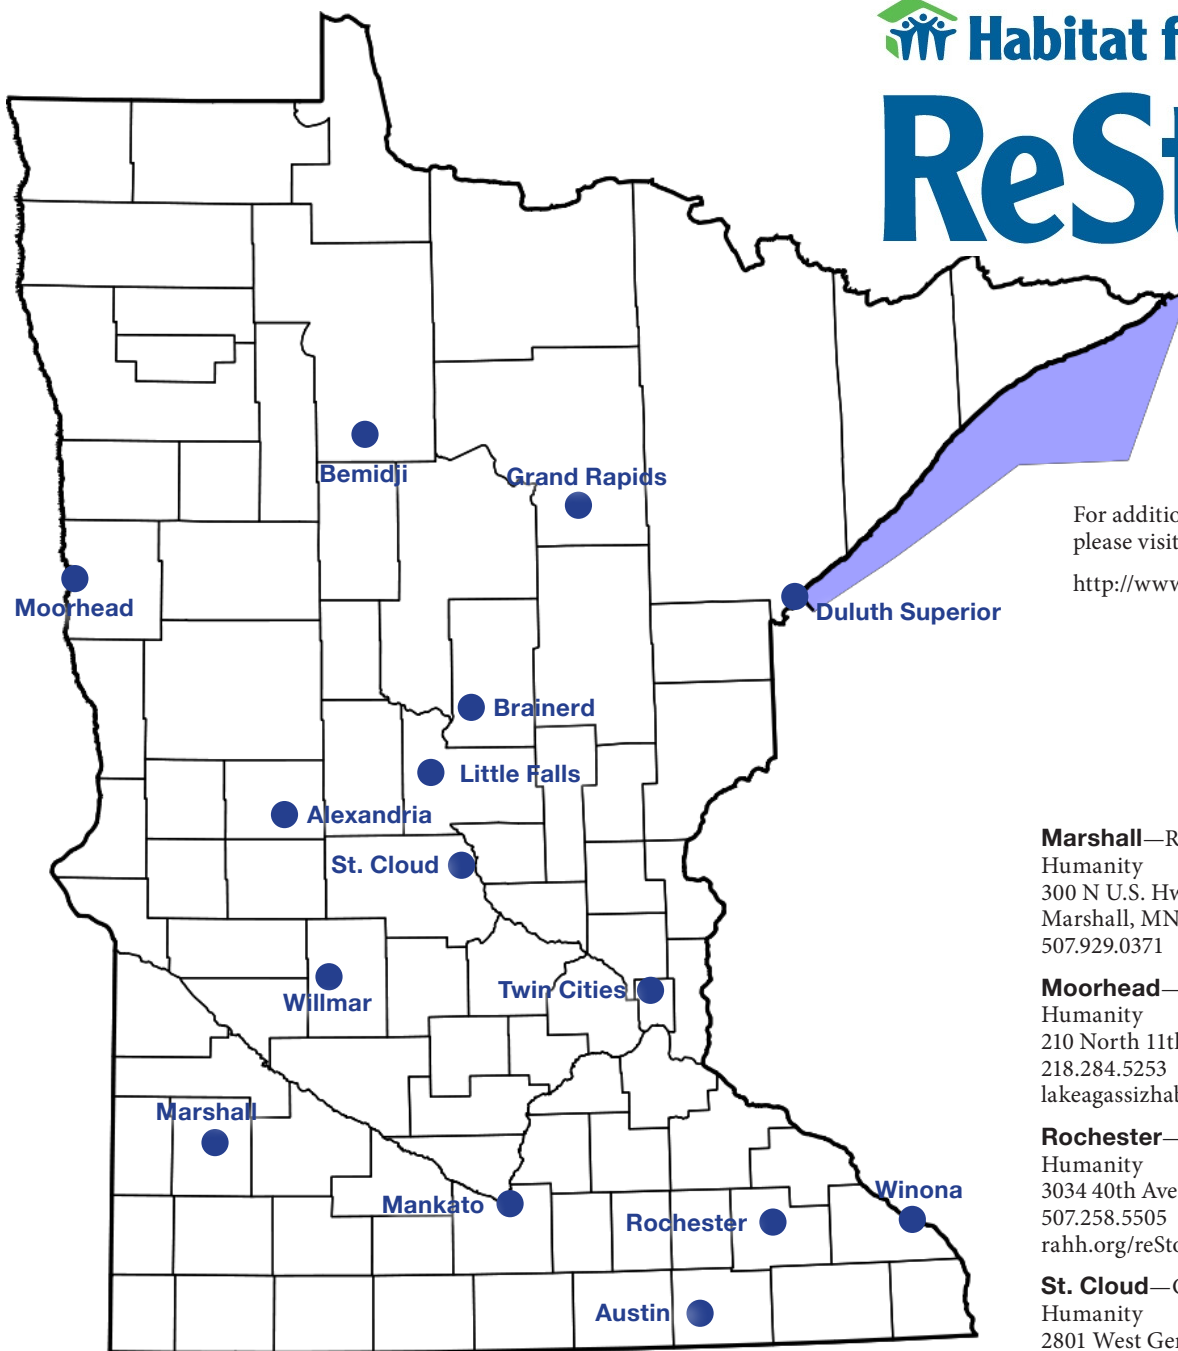 Habitat f
ReSt
Bemidji
Grand Rapids
Moorhead
Duluth Superior
Brainerd
Little Falls
Alexandria
St. Cloud
Willmar
Twin Cities
Marshall
Mankato
Rochester
Winona
Austin
For additio
please visit
http://www
Marshall—R
Humanity
300 N U.S. Hw
Marshall, MN
507.929.0371
Moorhead—
Humanity
210 North 11th
218.284.5253
lakeagassizhab
Rochester—
Humanity
3034 40th Ave
507.258.5505
rahh.org/reSto
St. Cloud—C
Humanity
2801 West Ger